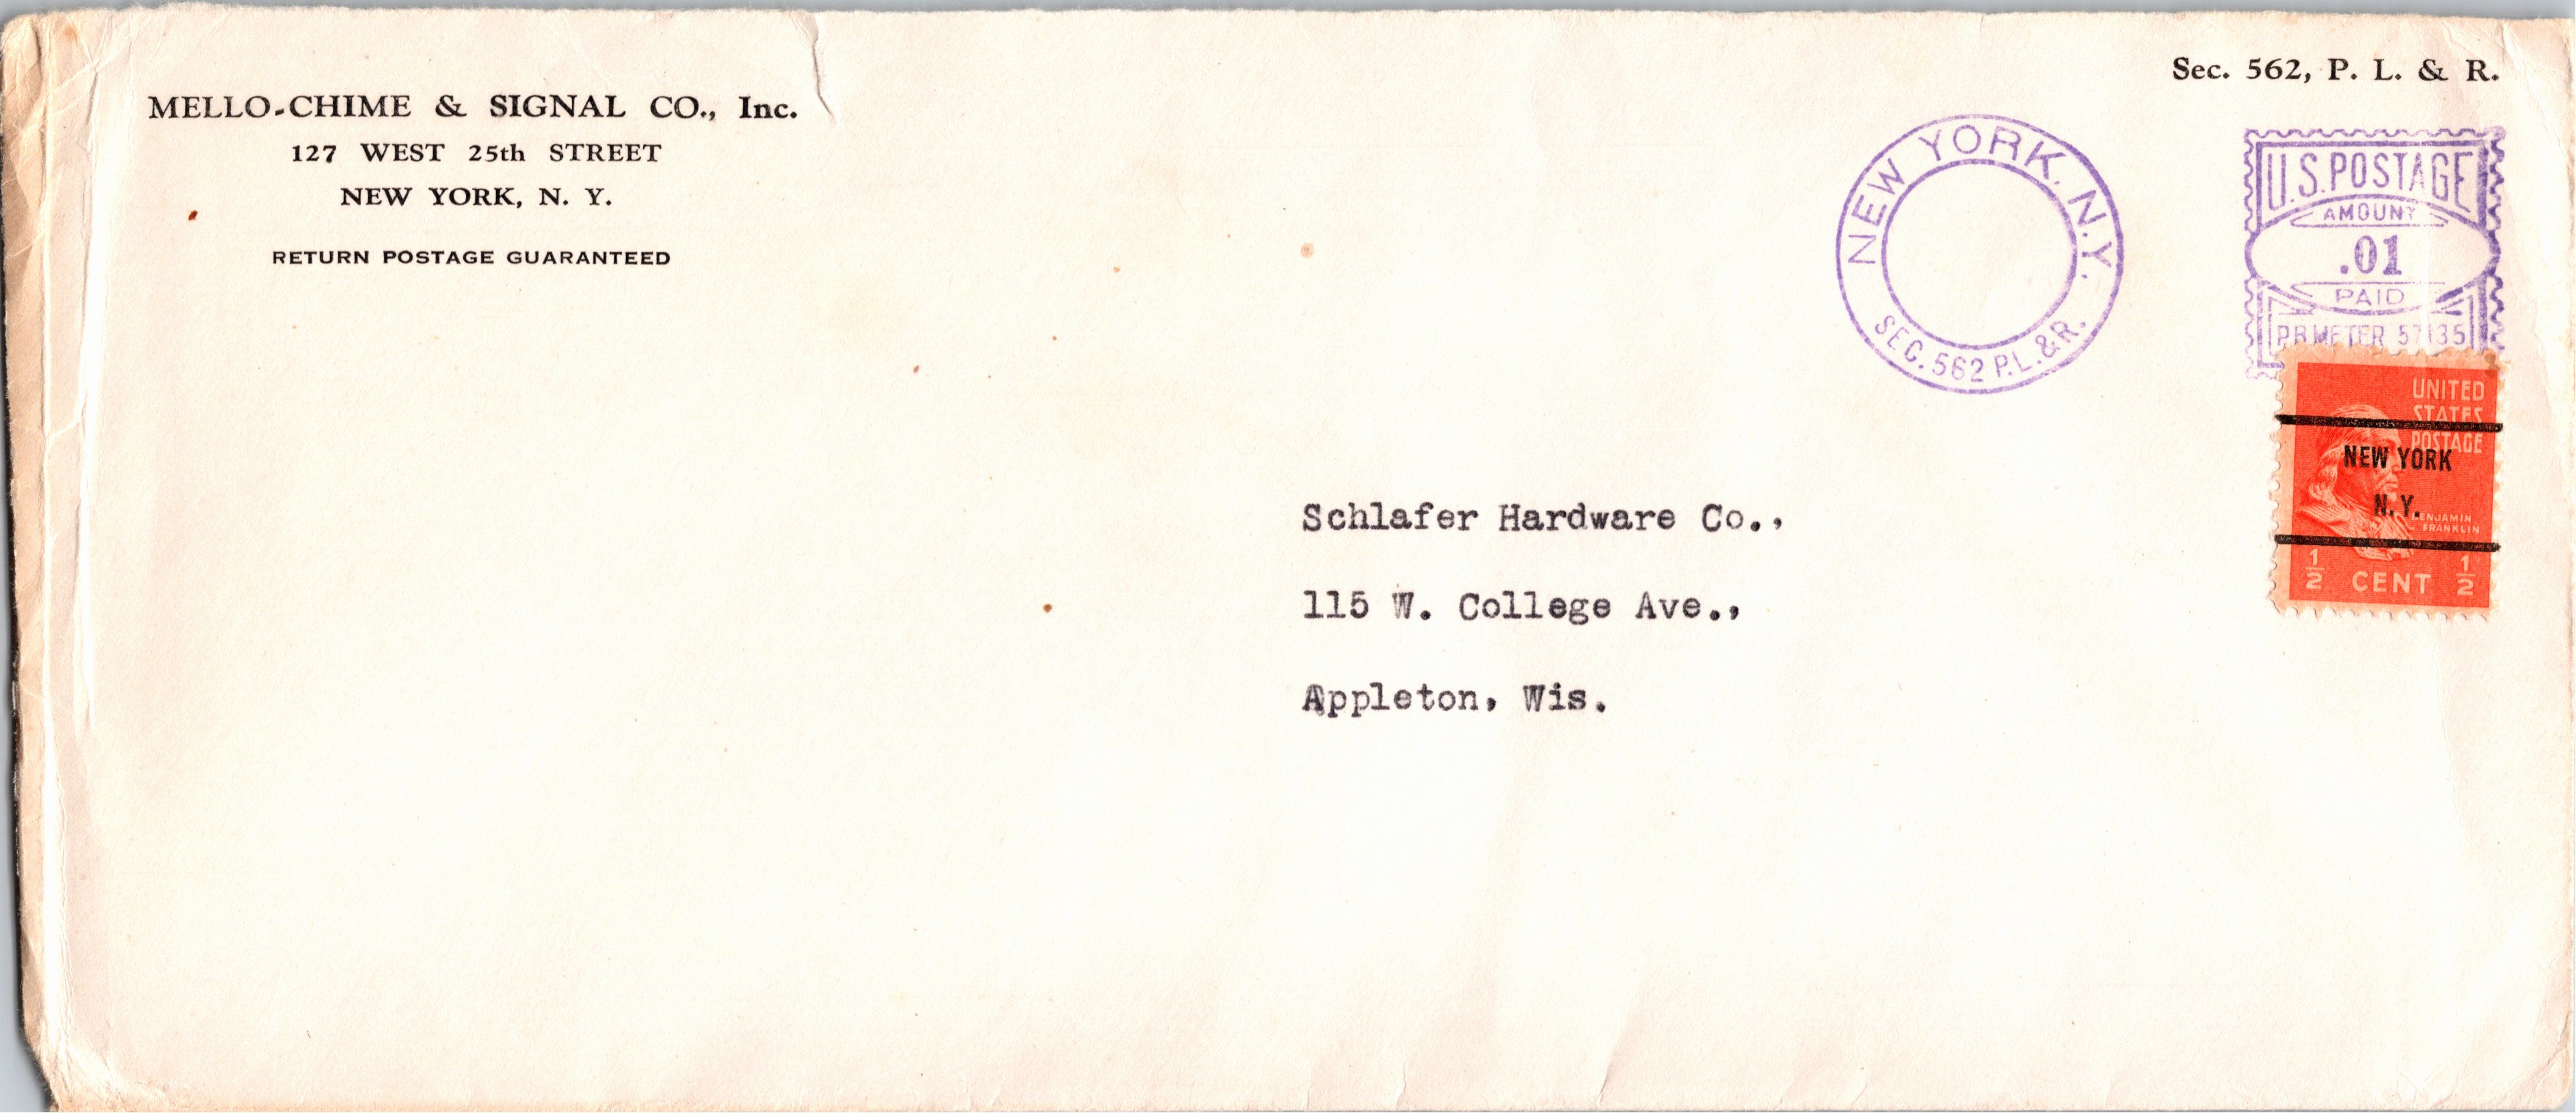 MELLO-CHIME & SIGNAL CO., Inc.
127 WEST 25th STREET
NEW YORK, N. Y.
RETURN POSTAGE GUARANTEED
Sec. 562, P. L. & R.
NEW YORK, N.Y.
SEC. 562 P.L.&R.
U.S. POSTAGE
AMOUNT
.01
PAID
P.B. METER
UNITED
STATES
POSTAGE
NEW YORK
N.Y.
BENJAMIN
FRANKLIN
1/2 CENT 1/2
Schlafer Hardware Co.,
115 W. College Ave.,
Appleton, Wis.